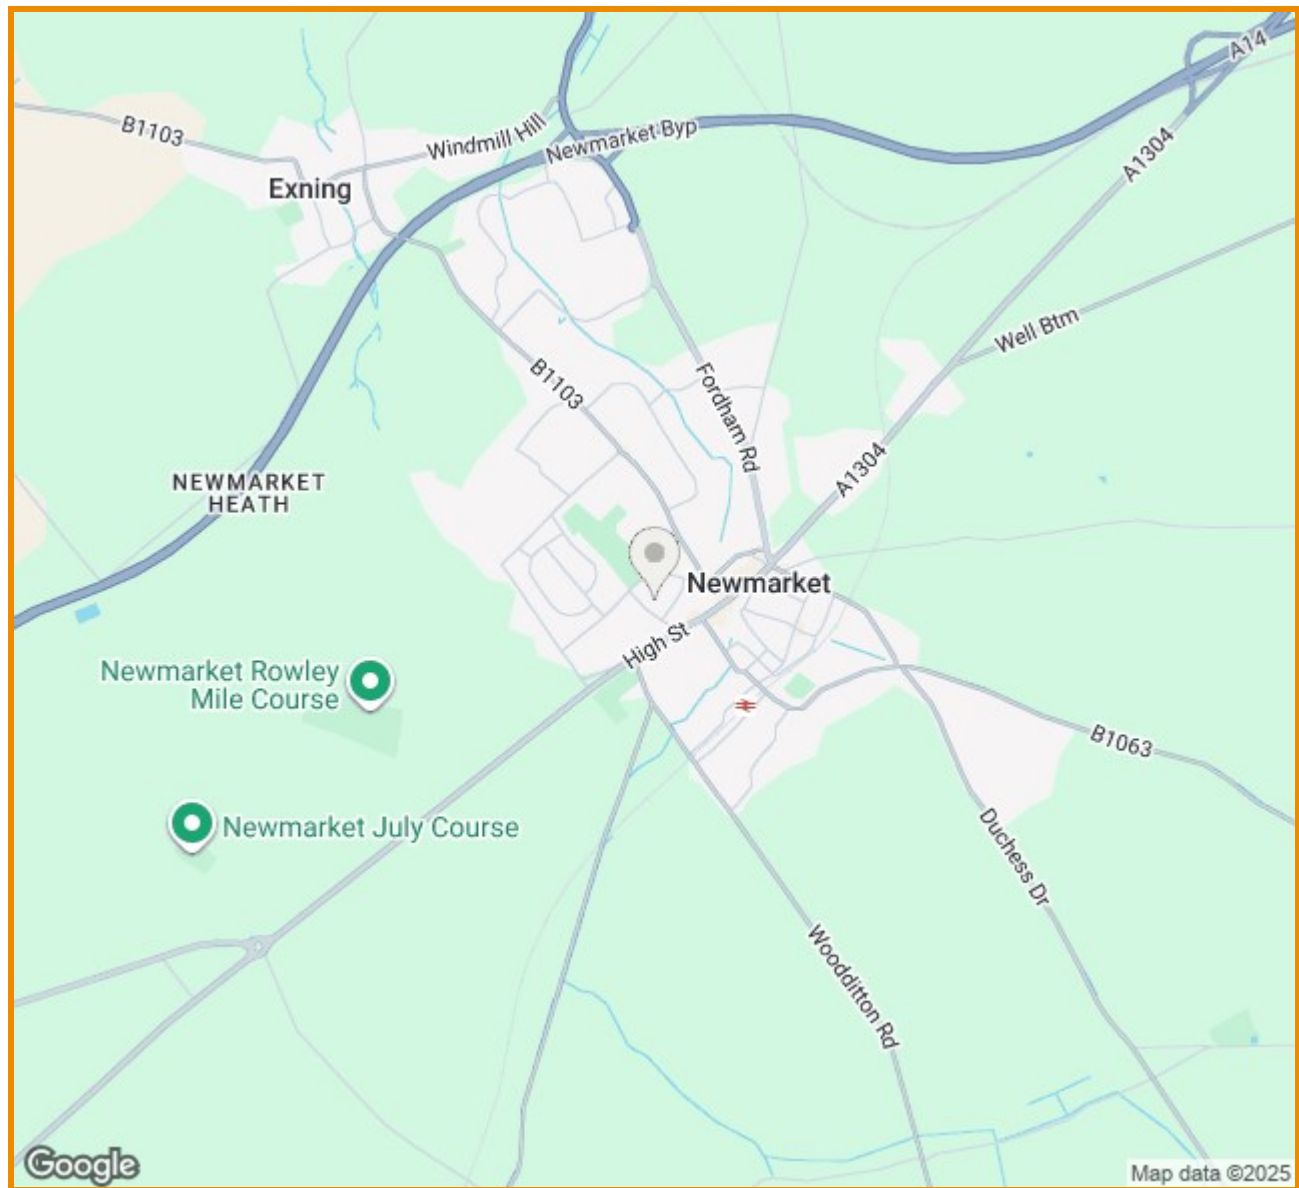 A14
B1103
Windmill Hill
Newmarket Byp
A1304
Exning
Well Btm
B1103
Fordham Rd
A1304
NEWMARKET
HEATH
Newmarket
High St
Newmarket Rowley
Mile Course
B1063
Newmarket July Course
Duchess Dr
Woodditton Rd
Google
Map data ©2025